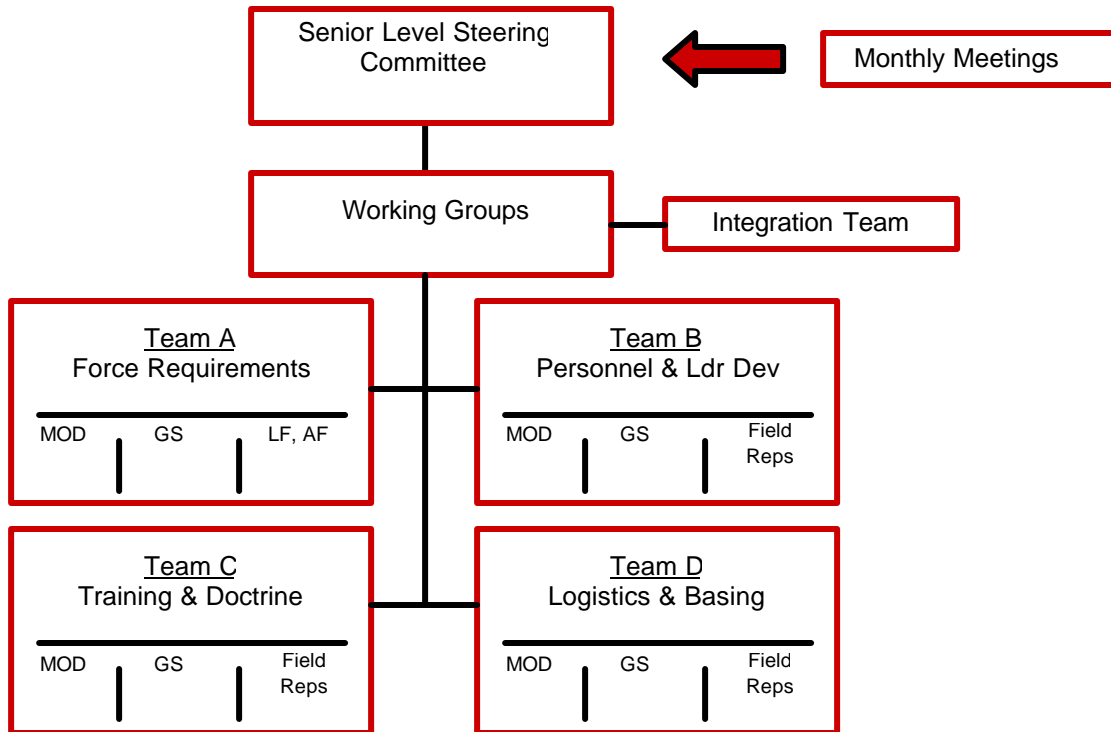 Senior Level Steering
Committee
Monthly Meetings
Working Groups
Integration Team
Team A
Force Requirements
MOD GS LF, AF
Team B
Personnel & Ldr Dev
MOD GS Field
Reps
Team C
Training & Doctrine
MOD GS Field
Reps
Team D
Logistics & Basing
MOD GS Field
Reps